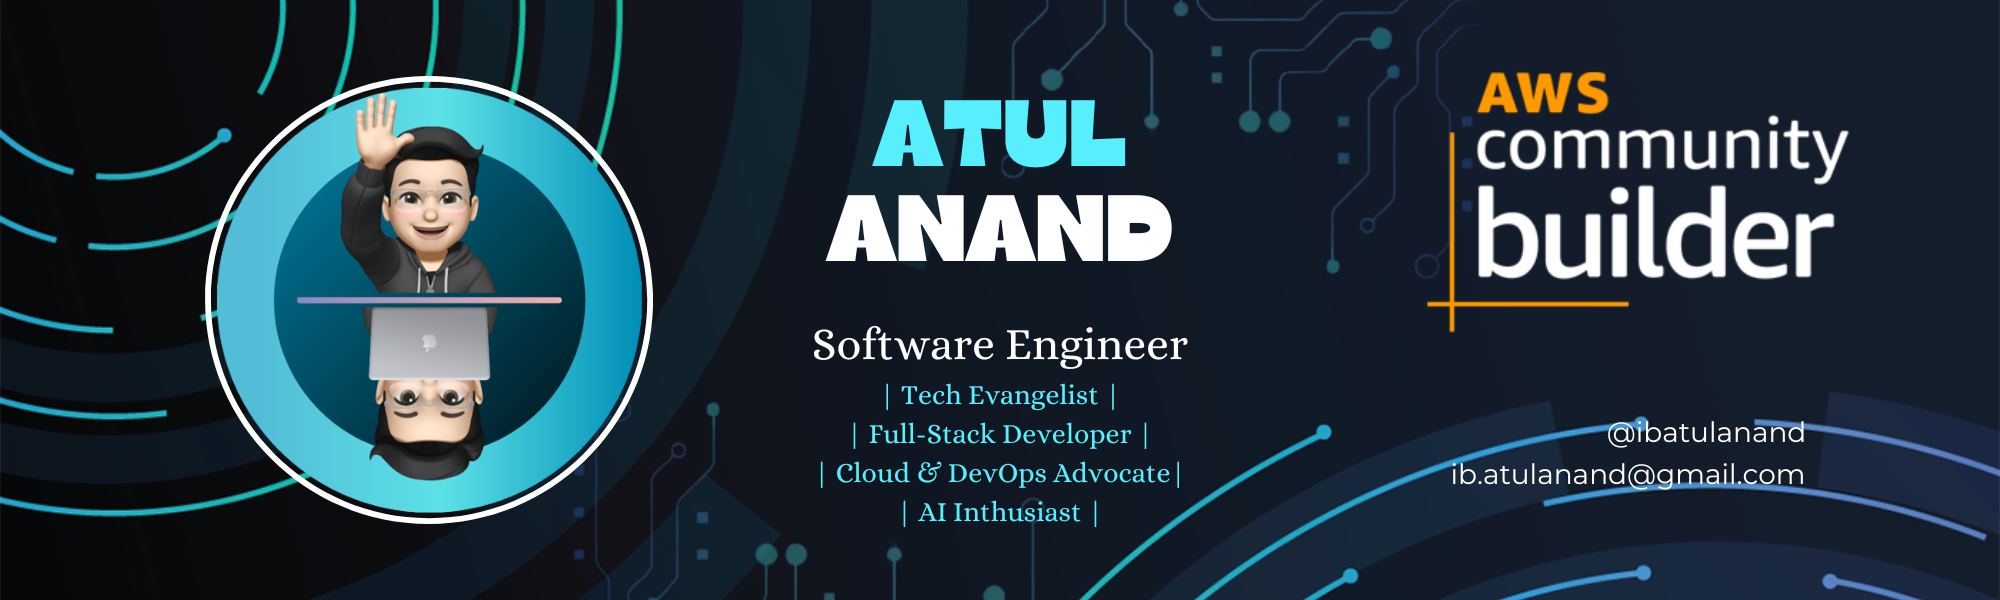 ATUL
ANAND
Software Engineer
| Tech Evangelist |
| Full-Stack Developer |
| Cloud & DevOps Advocate|
| AI Inthusiast |
AWS
community
builder
@ibatulanand
ib.atulanand@gmail.com